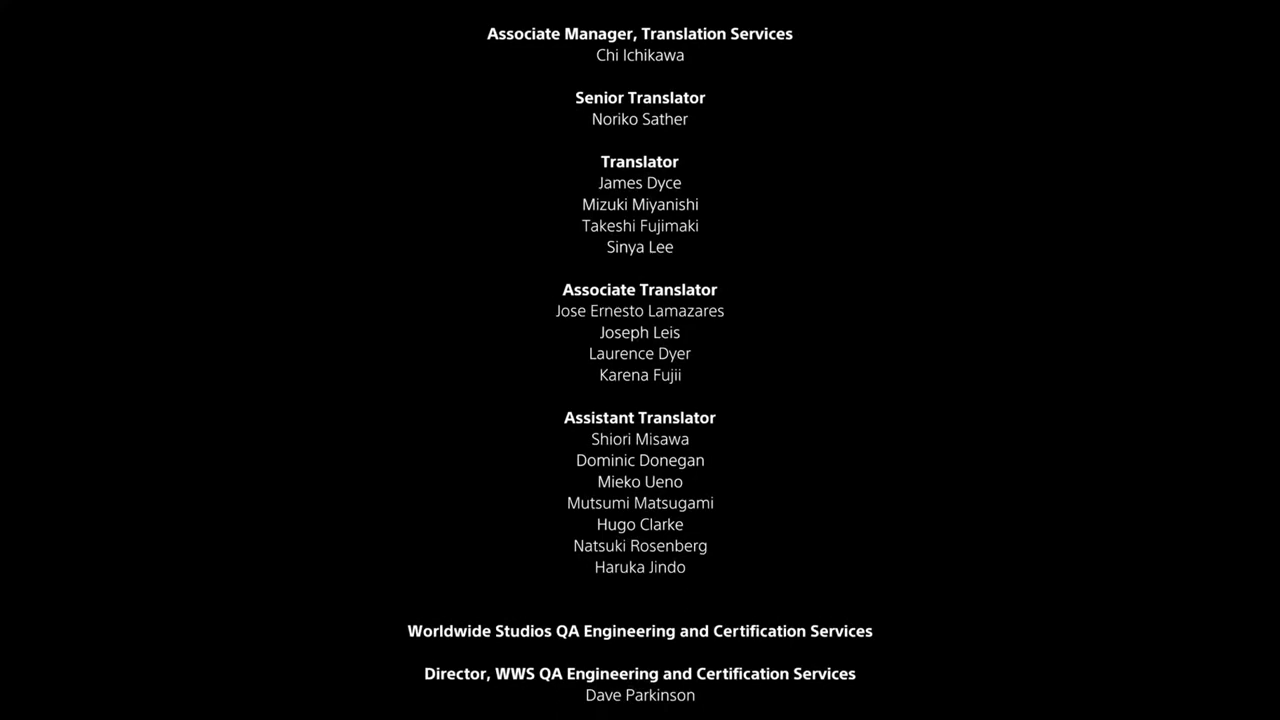 Associate Manager, Translation Services
Chi Ichikawa
Senior Translator
Noriko Sather
Translator
James Dyce
Mizuki Miyanishi
Takeshi Fujimaki
Sinya Lee
Associate Translator
Jose Ernesto Lamazares
Joseph Leis
Laurence Dyer
Karena Fujii
Assistant Translator
Shiori Misawa
Dominic Donegan
Mieko Ueno
Mutsumi Matsugami
Hugo Clarke
Natsuki Rosenberg
Haruka Jindo
Worldwide Studios QA Engineering and Certification Services
Director, WWS QA Engineering and Certification Services
Dave Parkinson